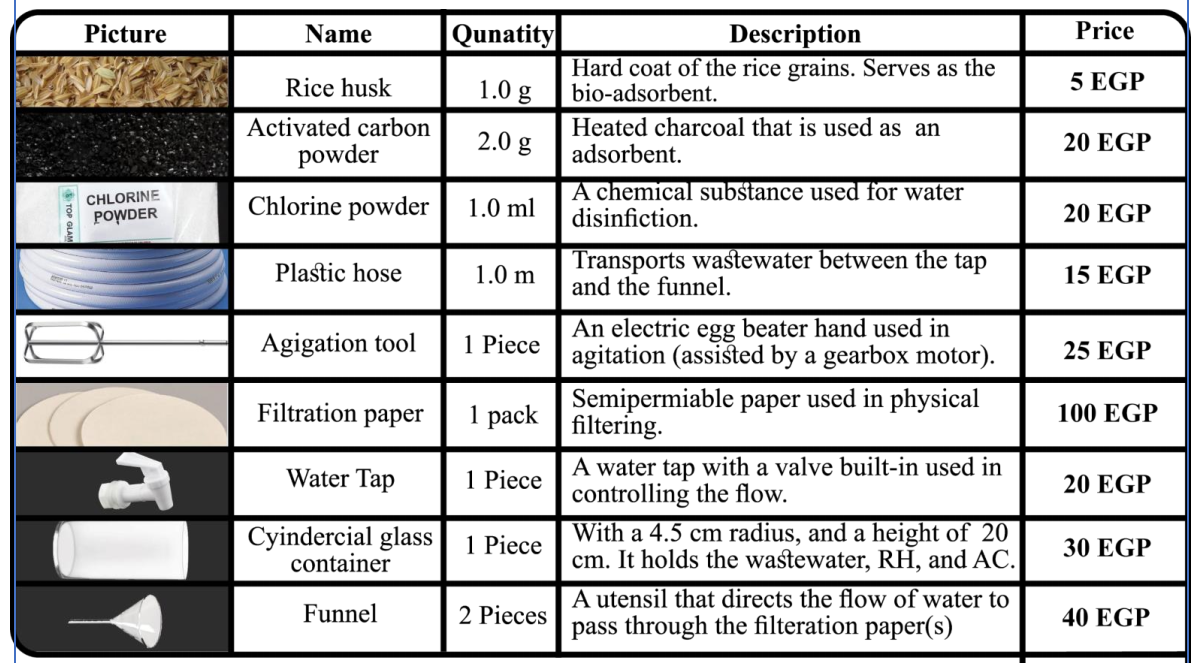 Picture Name Qunatity Description Price
Rice husk 1.0 g Hard coat of the rice grains. Serves as the
bio-adsorbent. 5 EGP
Activated carbon
powder 2.0 g Heated charcoal that is used as an
adsorbent. 20 EGP
CHLORINE
POWDER
TOP GLAM
Chlorine powder 1.0 ml A chemical substance used for water
disinfiction. 20 EGP
Plastic hose 1.0 m Transports wastewater between the tap
and the funnel. 15 EGP
Agigation tool 1 Piece An electric egg beater hand used in
agitation (assisted by a gearbox motor). 25 EGP
Filtration paper 1 pack Semipermiable paper used in physical
filtering. 100 EGP
Water Tap 1 Piece A water tap with a valve built-in used in
controlling the flow. 20 EGP
Cyindercial glass
container 1 Piece With a 4.5 cm radius, and a height of 20
cm. It holds the wastewater, RH, and AC. 30 EGP
Funnel 2 Pieces A utensil that directs the flow of water to
pass through the filteration paper(s) 40 EGP